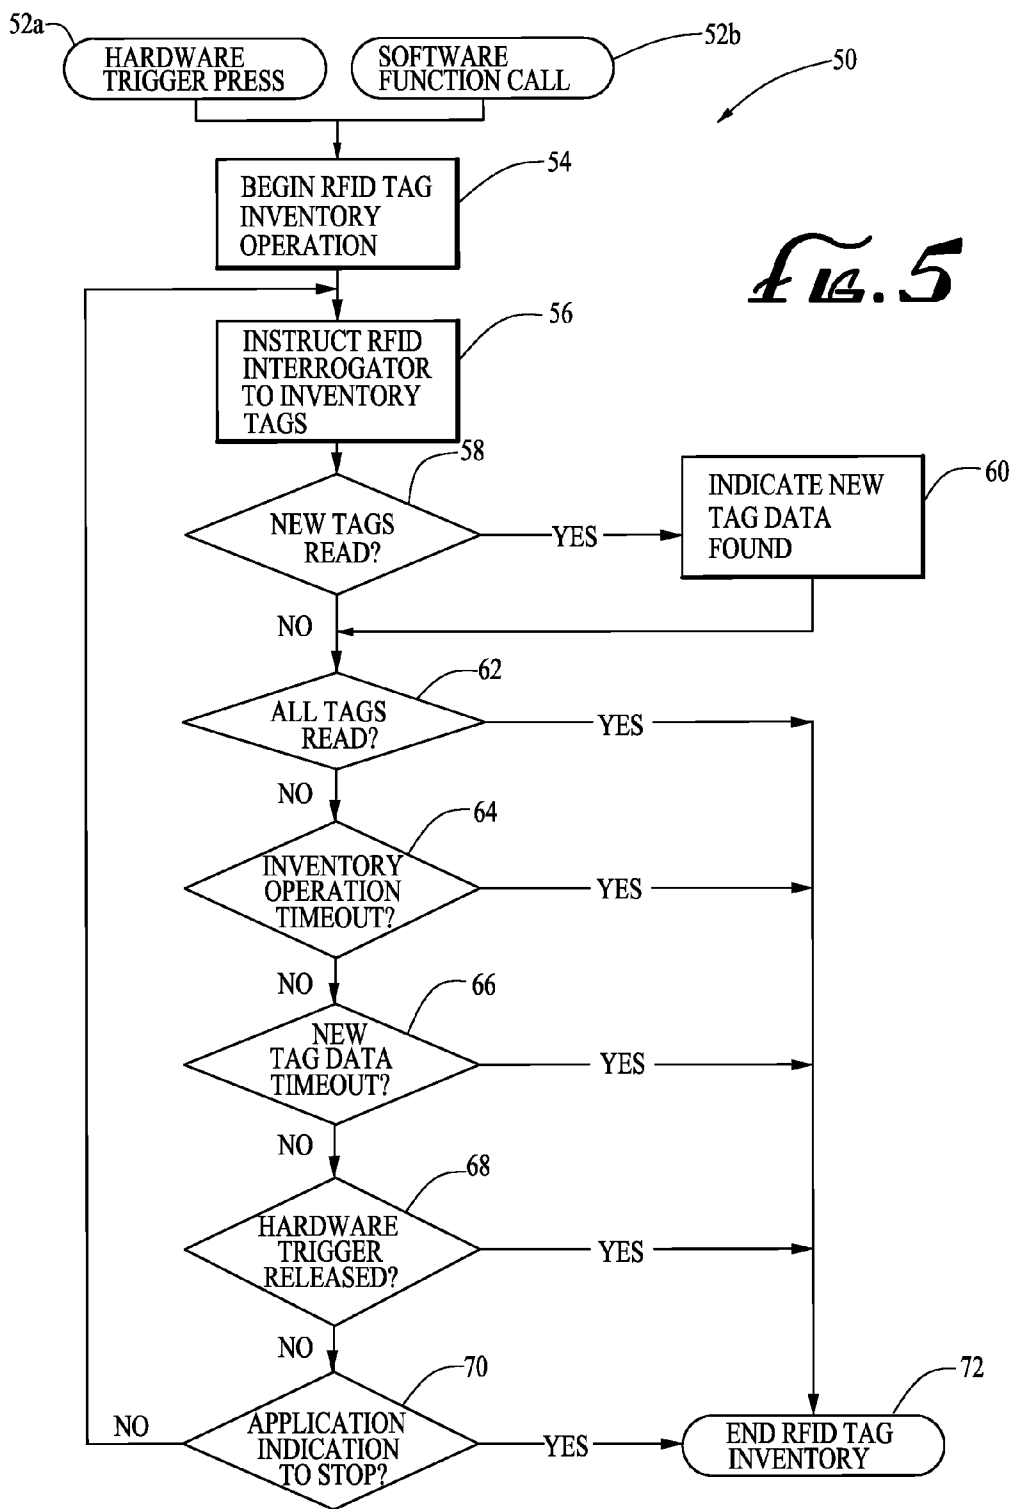 52a
HARDWARE
TRIGGER PRESS
SOFTWARE
FUNCTION CALL
52b
50
54
BEGIN RFID TAG
INVENTORY
OPERATION
FIG. 5
56
INSTRUCT RFID
INTERROGATOR
TO INVENTORY
TAGS
58
NEW TAGS
READ?
YES
60
INDICATE NEW
TAG DATA
FOUND
NO
62
ALL TAGS
READ?
YES
NO
64
INVENTORY
OPERATION
TIMEOUT?
YES
NO
66
NEW
TAG DATA
TIMEOUT?
YES
NO
68
HARDWARE
TRIGGER
RELEASED?
YES
NO
70
APPLICATION
INDICATION
TO STOP?
NO
YES
72
END RFID TAG
INVENTORY